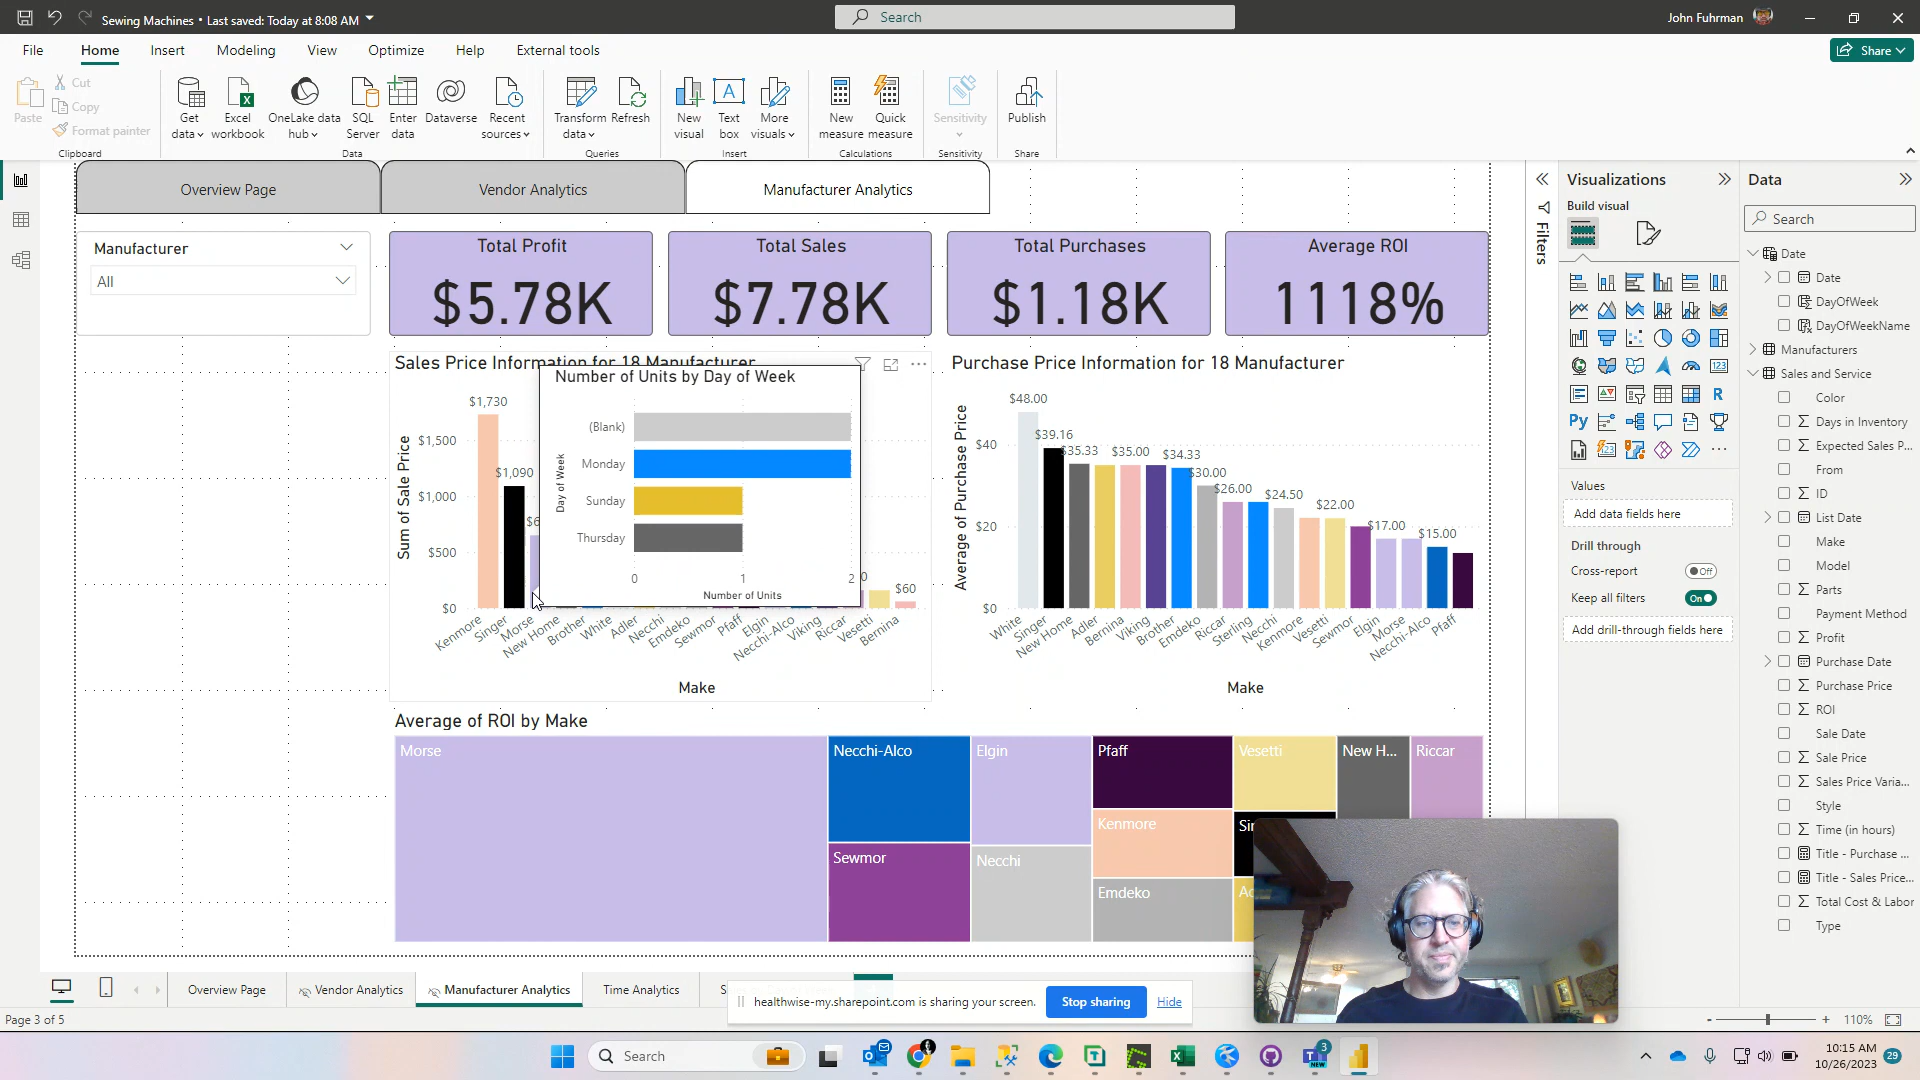 Sewing Machines • Last saved: Today at 8:08 AM
Search
John Fuhrman
File
Home
Insert
Modeling
View
Optimize
Help
External tools
Share
Paste
Cut
Copy
Format painter
Clipboard
Get data
Excel workbook
OneLake data hub
SQL Server
Enter data
Dataverse
Recent sources
Data
Transform data
Refresh
Queries
New visual
Text box
More visuals
Insert
New measure
Quick measure
Calculations
Sensitivity
Sensitivity
Publish
Share
Overview Page
Vendor Analytics
Manufacturer Analytics
Manufacturer
All
Total Profit
$5.78K
Total Sales
$7.78K
Total Purchases
$1.18K
Average ROI
1118%
Sales Price Information for 18 Manufacturer
Sum of Sale Price
$1,500
$1,000
$500
$0
$1,730
$1,090
$6
0
$60
Kenmore
Singer
Morse
New Home
Brother
White
Adler
Necchi
Emdeko
Sewmor
Pfaff
Elgin
Necchi-Alco
Viking
Riccar
Vesetti
Bernina
Make
Number of Units by Day of Week
Day of Week
(Blank)
Monday
Sunday
Thursday
0
1
2
Number of Units
Purchase Price Information for 18 Manufacturer
Average of Purchase Price
$40
$20
$0
$48.00
$39.16
$35.33
$35.00
$34.33
$30.00
$26.00
$24.50
$22.00
$17.00
$15.00
White
Singer
New Home
Adler
Bernina
Viking
Brother
Emdeko
Riccar
Sterling
Necchi
Kenmore
Vesetti
Sewmor
Elgin
Morse
Necchi-Alco
Pfaff
Make
Average of ROI by Make
Morse
Necchi-Alco
Sewmor
Elgin
Necchi
Pfaff
Kenmore
Emdeko
Vesetti
Sin
Ad
New H...
Riccar
Filters
Visualizations
Build visual
R
Py
123
Values
Add data fields here
Drill through
Cross-report
Off
Keep all filters
On
Add drill-through fields here
Data
Search
Date
Date
DayOfWeek
DayOfWeekName
Manufacturers
Sales and Service
Color
Days in Inventory
Expected Sales P...
From
ID
List Date
Make
Model
Parts
Payment Method
Profit
Purchase Date
Purchase Price
ROI
Sale Date
Sale Price
Sales Price Varia...
Style
Time (in hours)
Title - Purchase ...
Title - Sales Price...
Total Cost & Labor
Type
Overview Page
Vendor Analytics
Manufacturer Analytics
Time Analytics
S
healthwise-my.sharepoint.com is sharing your screen.
Stop sharing
Hide
Page 3 of 5
110%
Search
3
NEW
10:15 AM
10/26/2023
29